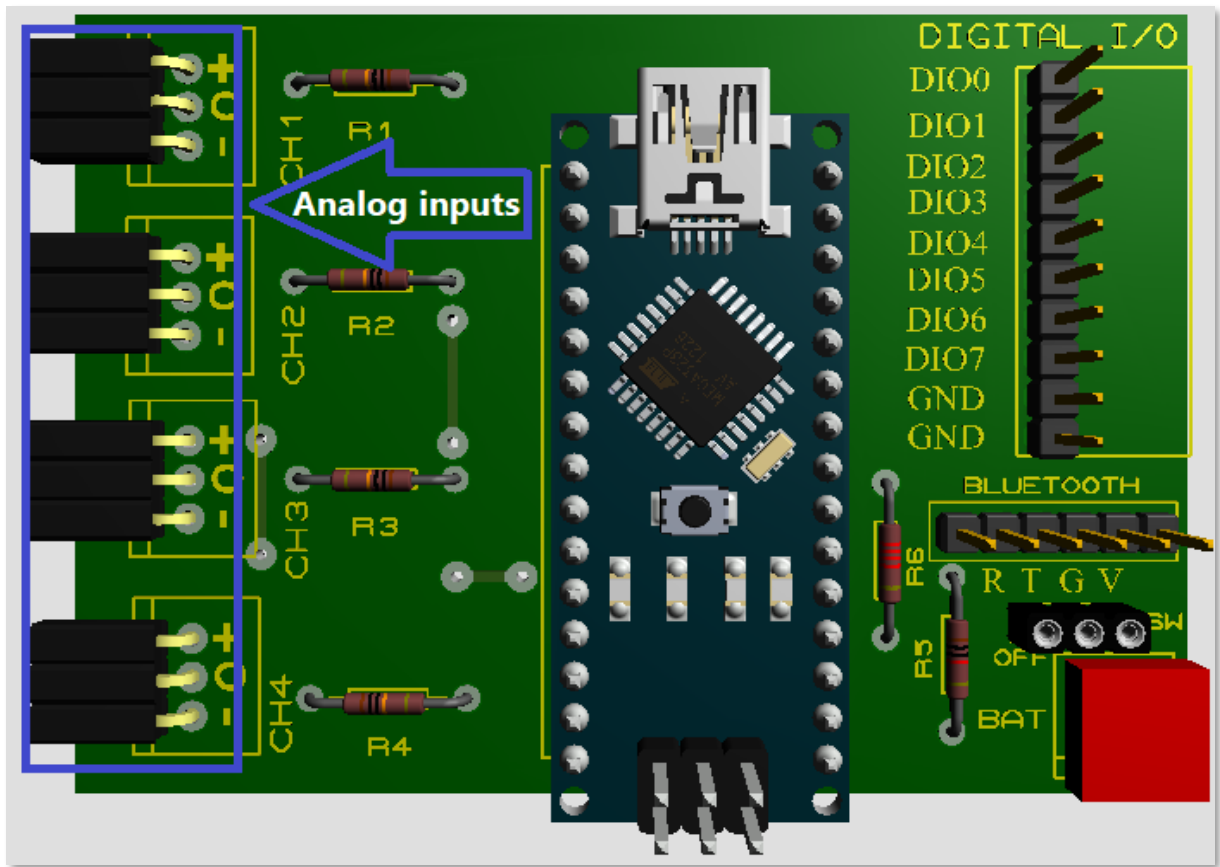 DIGITAL I/O
DIO0
DIO1
DIO2
DIO3
DIO4
DIO5
DIO6
DIO7
GND
GND
+
O
-
CH1
R1
Analog inputs
+
O
-
CH2
R2
+
O
-
CH3
R3
+
O
-
CH4
R4
BLUETOOTH
R T G V
R6
R5
SW
OFF
BAT